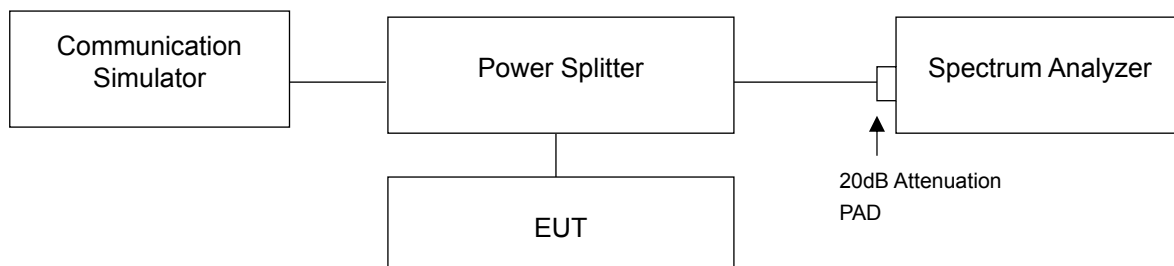 Communication
Simulator
Power Splitter
Spectrum Analyzer
20dB Attenuation
PAD
EUT